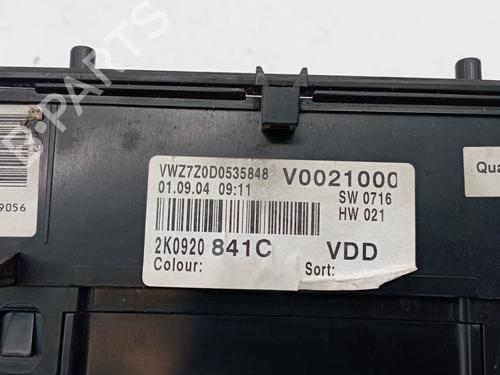 B-Parts
9056
VWZ7Z0D0535848 V0021000
01.09.04 09:11 SW 0716
HW 021
2K0920 841C VDD
Colour: Sort:
Qua